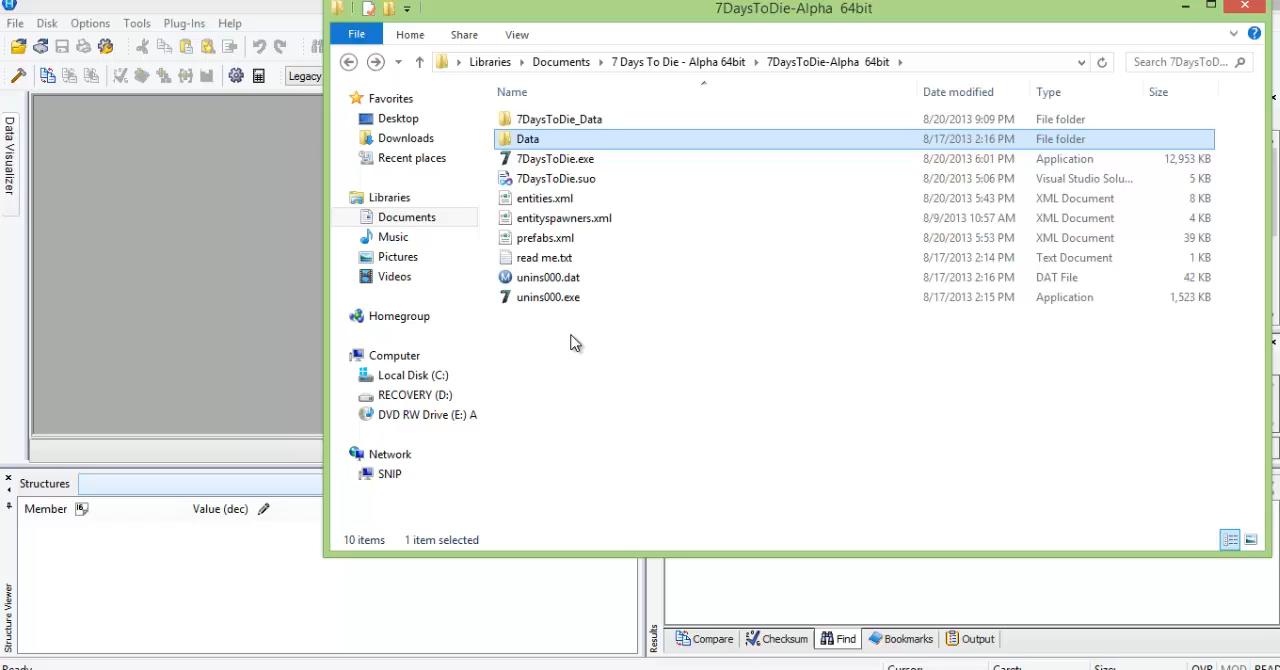 7DaysToDie-Alpha 64bit
File Disk Options Tools Plug-Ins Help
File Home Share View
Libraries Documents 7 Days To Die - Alpha 64bit 7DaysToDie-Alpha 64bit
Search 7DaysToD...
Legacy
Data Visualizer
Favorites
Desktop
Downloads
Recent places
Libraries
Documents
Music
Pictures
Videos
Homegroup
Computer
Local Disk (C:)
RECOVERY (D:)
DVD RW Drive (E:) A
Network
SNIP
Name Date modified Type Size
7DaysToDie_Data 8/20/2013 9:09 PM File folder
Data 8/17/2013 2:16 PM File folder
7DaysToDie.exe 8/20/2013 6:01 PM Application 12,953 KB
7DaysToDie.suo 8/20/2013 5:06 PM Visual Studio Solu... 5 KB
entities.xml 8/20/2013 5:43 PM XML Document 8 KB
entityspawners.xml 8/9/2013 10:57 AM XML Document 4 KB
prefabs.xml 8/20/2013 5:53 PM XML Document 39 KB
read me.txt 8/17/2013 2:14 PM Text Document 1 KB
unins000.dat 8/17/2013 2:16 PM DAT File 42 KB
unins000.exe 8/17/2013 2:15 PM Application 1,523 KB
10 items 1 item selected
Structures
Member Value (dec)
Structure Viewer
Results
Compare Checksum Find Bookmarks Output
Ready Cursor: Caret: Size: OVR MOD READ